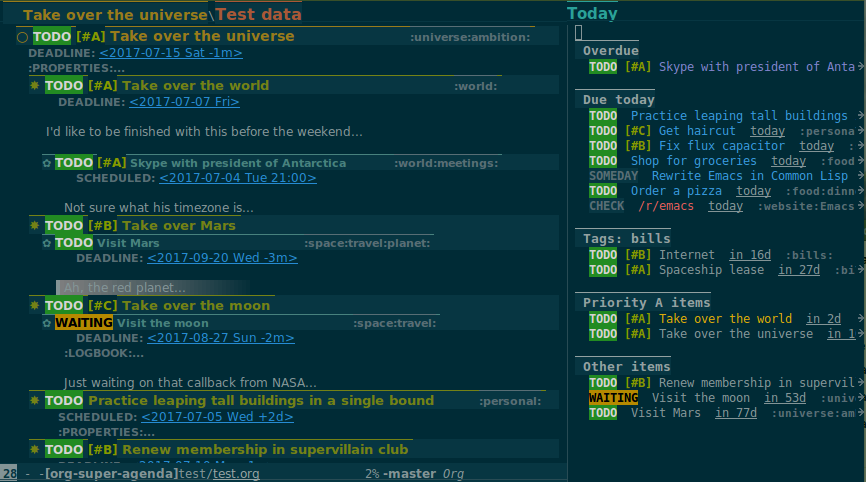 Take over the universe\Test data
TODO [#A] Take over the universe :universe:ambition:
DEADLINE: <2017-07-15 Sat -1m>
:PROPERTIES:...
TODO [#A] Take over the world :world:
DEADLINE: <2017-07-07 Fri>
I'd like to be finished with this before the weekend...
TODO [#A] Skype with president of Antarctica :world:meetings:
SCHEDULED: <2017-07-04 Tue 21:00>
Not sure what his timezone is...
TODO [#B] Take over Mars
TODO Visit Mars :space:travel:planet:
DEADLINE: <2017-09-20 Wed -3m>
Ah, the red planet...
TODO [#C] Take over the moon
WAITING Visit the moon :space:travel:
DEADLINE: <2017-08-27 Sun -2m>
:LOGBOOK:...
Just waiting on that callback from NASA...
TODO Practice leaping tall buildings in a single bound :personal:
SCHEDULED: <2017-07-05 Wed +2d>
:PROPERTIES:...
TODO [#B] Renew membership in supervillain club
28 - -[org-super-agenda]test/test.org 2% -master Org
Today
Overdue
TODO [#A] Skype with president of Anta
Due today
TODO Practice leaping tall buildings
TODO [#C] Get haircut today :persona
TODO [#B] Fix flux capacitor today :
TODO Shop for groceries today :food
SOMEDAY Rewrite Emacs in Common Lisp
TODO Order a pizza today :food:dinn
CHECK /r/emacs today :website:Emacs
Tags: bills
TODO [#B] Internet in 16d :bills:
TODO [#A] Spaceship lease in 27d :bi
Priority A items
TODO [#A] Take over the world in 2d
TODO [#A] Take over the universe in 1
Other items
TODO [#B] Renew membership in supervil
WAITING Visit the moon in 53d :univ
TODO Visit Mars in 77d :universe:am